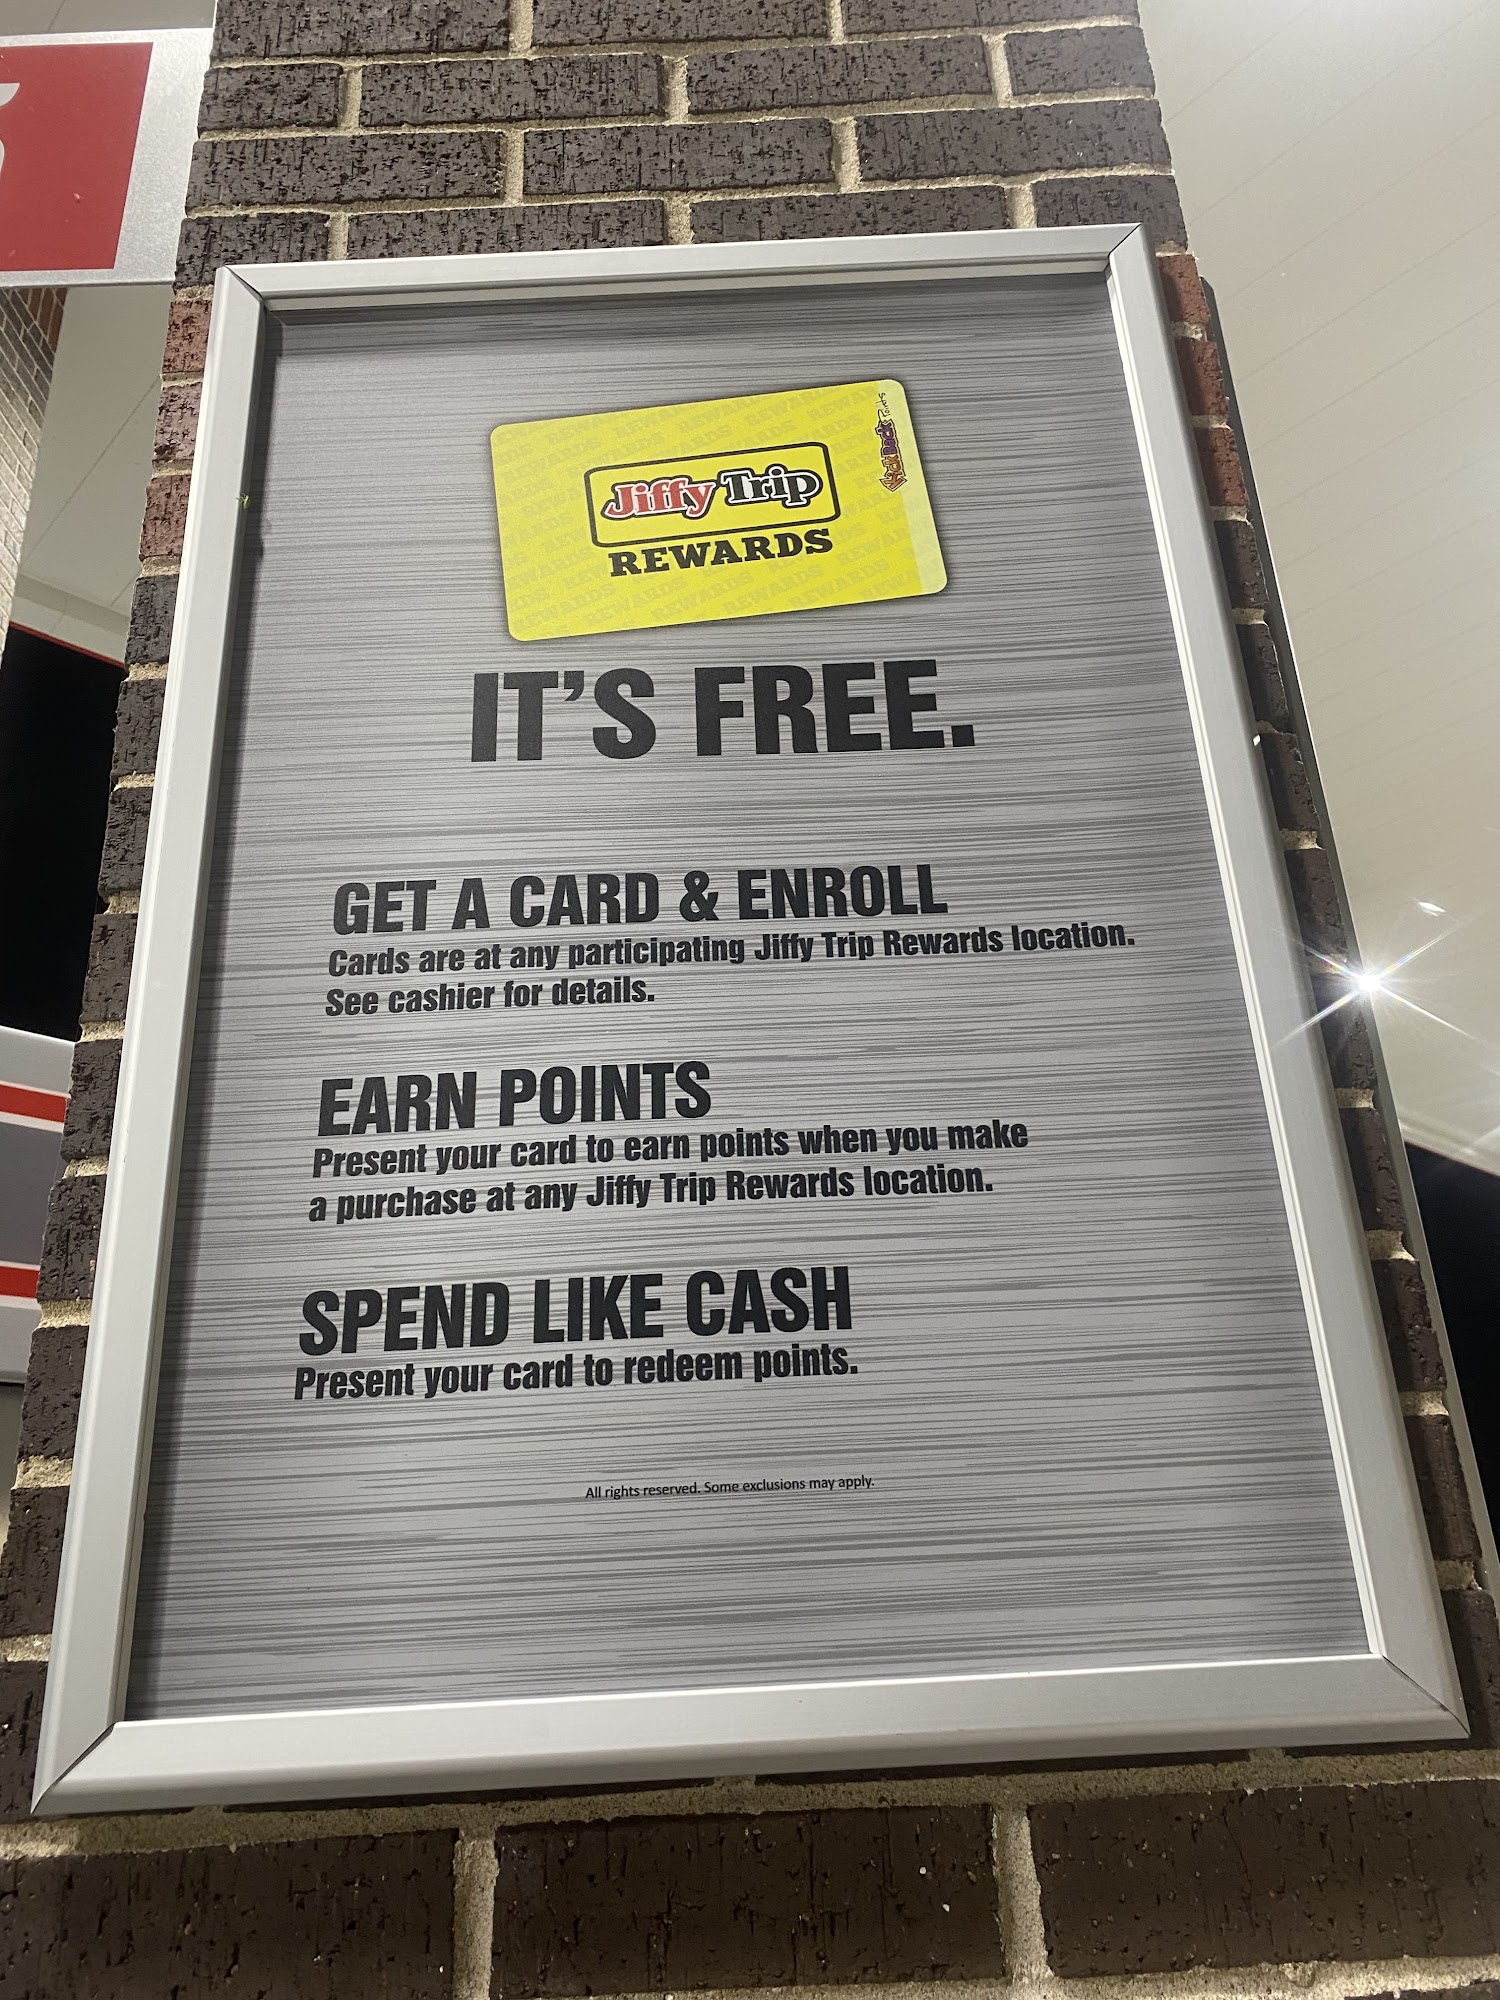 Jiffy Trip
REWARDS
KickBack Points
IT'S FREE.
GET A CARD & ENROLL
Cards are at any participating Jiffy Trip Rewards location.
See cashier for details.
EARN POINTS
Present your card to earn points when you make
a purchase at any Jiffy Trip Rewards location.
SPEND LIKE CASH
Present your card to redeem points.
All rights reserved. Some exclusions may apply.